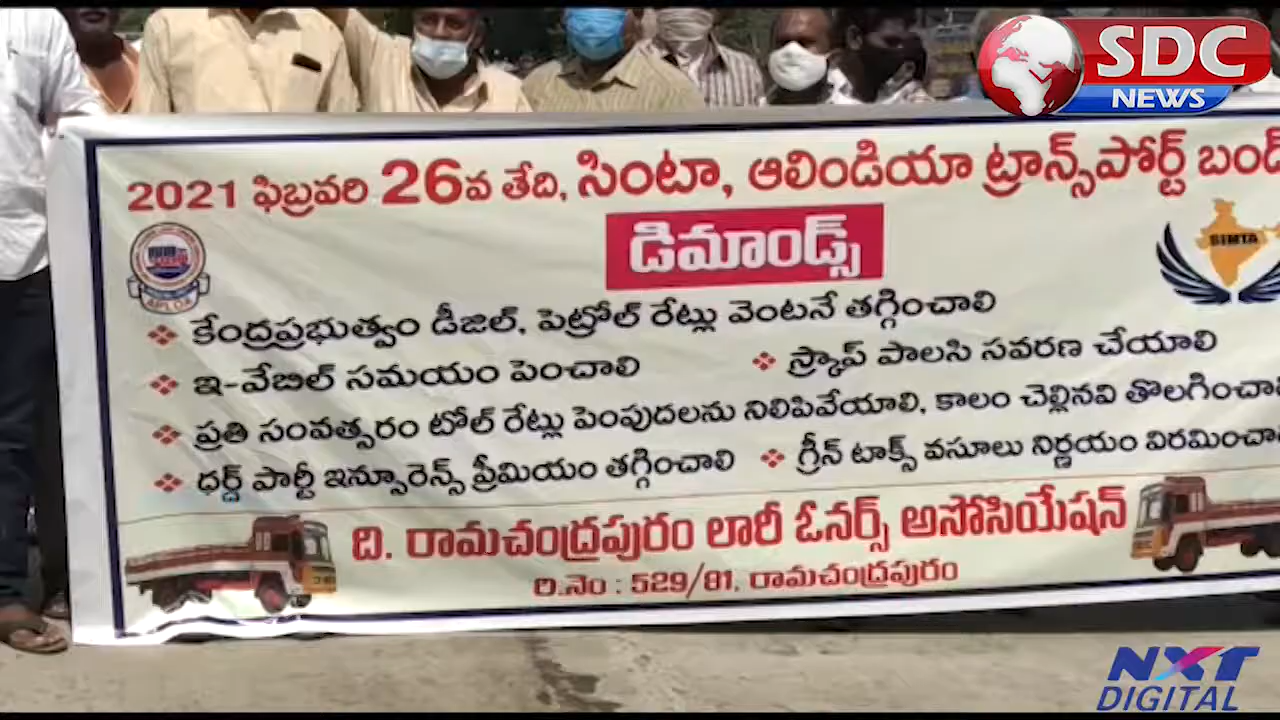 SDC
NEWS
2021 ఫిబ్రవరి 26వ తేది, సింటా, ఆలిండియా ట్రాన్స్‌పోర్ట్ బంద్
డిమాండ్స్
SIMTA
APLOA
కేంద్రప్రభుత్వం డీజిల్, పెట్రోల్ రేట్లు వెంటనే తగ్గించాలి
ఇ-వేబిల్ సమయం పెంచాలి స్క్రాప్ పాలసి సవరణ చేయాలి
ప్రతి సంవత్సరం టోల్ రేట్లు పెంపుదలను నిలిపివేయాలి, కాలం చెల్లినవి తొలగించా
థర్డ్ పార్టీ ఇన్సూరెన్స్ ప్రీమియం తగ్గించాలి గ్రీన్ టాక్స్ వసూలు నిర్ణయం విరమించా
ది. రామచంద్రపురం లారీ ఓనర్స్ అసోసియేషన్
రి.నెం : 529/81, రామచంద్రపురం
NXT
DIGITAL